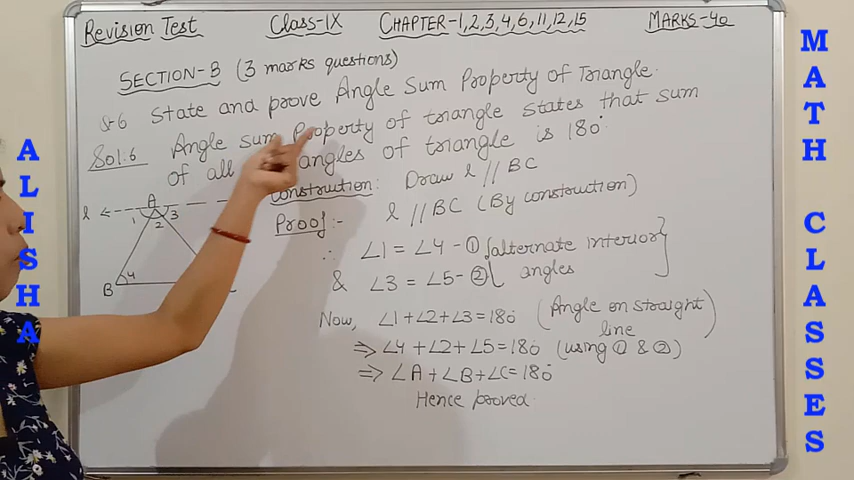 Revision Test Class-IX CHAPTER-1,2,3,4,6,11,12,15 MARKS-40
SECTION-B (3 marks questions)
Q.6 State and prove Angle Sum Property of Triangle.
Sol:6 Angle sum Property of triangle states that sum
of all angles of triangle is 180°.
Construction: Draw l // BC
Proof:- l // BC (By construction)
∴ ∠1 = ∠4 - ① {alternate interior
& ∠3 = ∠5 - ② angles}
Now, ∠1+∠2+∠3=180° (Angle on straight
line)
⇒ ∠4+∠2+∠5=180° (using ① & ②)
⇒ ∠A+∠B+∠C=180°
Hence proved.
l A
1 2 3
B 4
ALISHA
MATH CLASSES